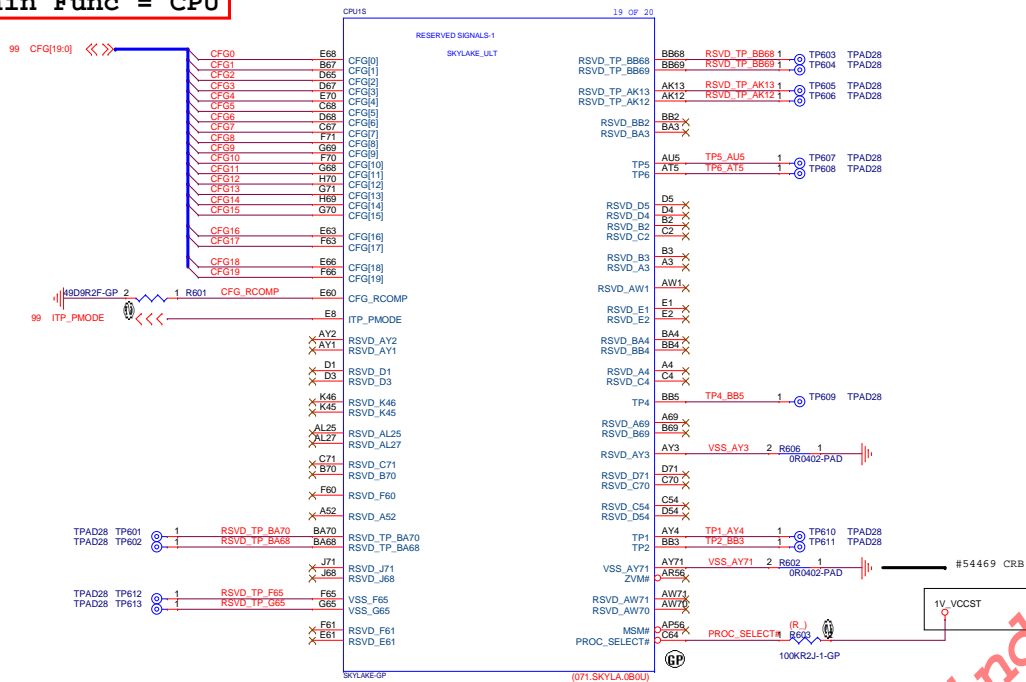 in Func = CPU
CPU1S
19 OF 20
RESERVED SIGNALS-1
SKYLAKE_ULT
99 CFG[19:0]
CFG0 E68 CFG[0]
CFG1 B67 CFG[1]
CFG2 D65 CFG[2]
CFG3 D67 CFG[3]
CFG4 E70 CFG[4]
CFG5 C68 CFG[5]
CFG6 D68 CFG[6]
CFG7 C67 CFG[7]
CFG8 F71 CFG[8]
CFG9 G69 CFG[9]
CFG10 F70 CFG[10]
CFG11 G68 CFG[11]
CFG12 H70 CFG[12]
CFG13 G71 CFG[13]
CFG14 H69 CFG[14]
CFG15 G70 CFG[15]
CFG16 E63 CFG[16]
CFG17 F63 CFG[17]
CFG18 E66 CFG[18]
CFG19 F66 CFG[19]
49D9R2F-GP 2 1 R601 CFG_RCOMP E60 CFG_RCOMP
99 ITP_PMODE E8 ITP_PMODE
AY2 RSVD_AY2
AY1 RSVD_AY1
D1 RSVD_D1
D3 RSVD_D3
K46 RSVD_K46
K45 RSVD_K45
AL25 RSVD_AL25
AL27 RSVD_AL27
C71 RSVD_C71
B70 RSVD_B70
F60 RSVD_F60
A52 RSVD_A52
TPAD28 TP601 1 RSVD_TP_BA70 BA70 RSVD_TP_BA70
TPAD28 TP602 1 RSVD_TP_BA68 BA68 RSVD_TP_BA68
J71 RSVD_J71
J68 RSVD_J68
TPAD28 TP612 1 RSVD_TP_F65 F65 VSS_F65
TPAD28 TP613 1 RSVD_TP_G65 G65 VSS_G65
F61 RSVD_F61
E61 RSVD_E61
SKYLAKE-GP
RSVD_TP_BB68 BB68 RSVD_TP_BB68 1 TP603 TPAD28
RSVD_TP_BB69 BB69 RSVD_TP_BB69 1 TP604 TPAD28
RSVD_TP_AK13 AK13 RSVD_TP_AK13 1 TP605 TPAD28
RSVD_TP_AK12 AK12 RSVD_TP_AK12 1 TP606 TPAD28
RSVD_BB2 BB2
RSVD_BA3 BA3
TP5 AU5 TP5_AU5 1 TP607 TPAD28
TP6 AT5 TP6_AT5 1 TP608 TPAD28
RSVD_D5 D5
RSVD_D4 D4
RSVD_B2 B2
RSVD_C2 C2
RSVD_B3 B3
RSVD_A3 A3
RSVD_AW1 AW1
RSVD_E1 E1
RSVD_E2 E2
RSVD_BA4 BA4
RSVD_BB4 BB4
RSVD_A4 A4
RSVD_C4 C4
TP4 BB5 TP4_BB5 1 TP609 TPAD28
RSVD_A69 A69
RSVD_B69 B69
RSVD_AY3 AY3 VSS_AY3 2 R606 1
0R0402-PAD
RSVD_D71 D71
RSVD_C70 C70
RSVD_C54 C54
RSVD_D54 D54
TP1 AY4 TP1_AY4 1 TP610 TPAD28
TP2 BB3 TP2_BB3 1 TP611 TPAD28
VSS_AY71 AY71 VSS_AY71 2 R602 1
0R0402-PAD
#54469 CRB
ZVM# AR56
RSVD_AW71 AW71
RSVD_AW70 AW70
1V_VCCST
MSM# AP56
(R_)
PROC_SELECT# C64 PROC_SELECT# 1 R603
100KR2J-1-GP
GP
(071.SKYLA.0B0U)